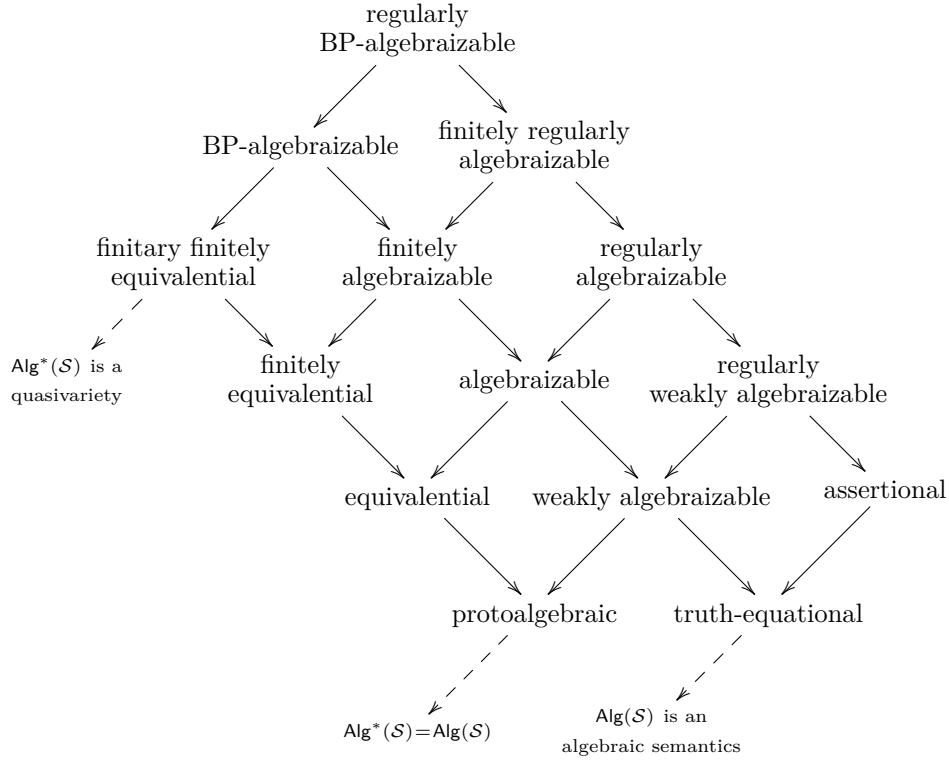 regularly
BP-algebraizable
BP-algebraizable
finitely regularly
algebraizable
finitary finitely
equivalential
finitely
algebraizable
regularly
algebraizable
Alg*(𝒮) is a
quasivariety
finitely
equivalential
algebraizable
regularly
weakly algebraizable
equivalential
weakly algebraizable
assertional
protoalgebraic
truth-equational
Alg*(𝒮)=Alg(𝒮)
Alg(𝒮) is an
algebraic semantics